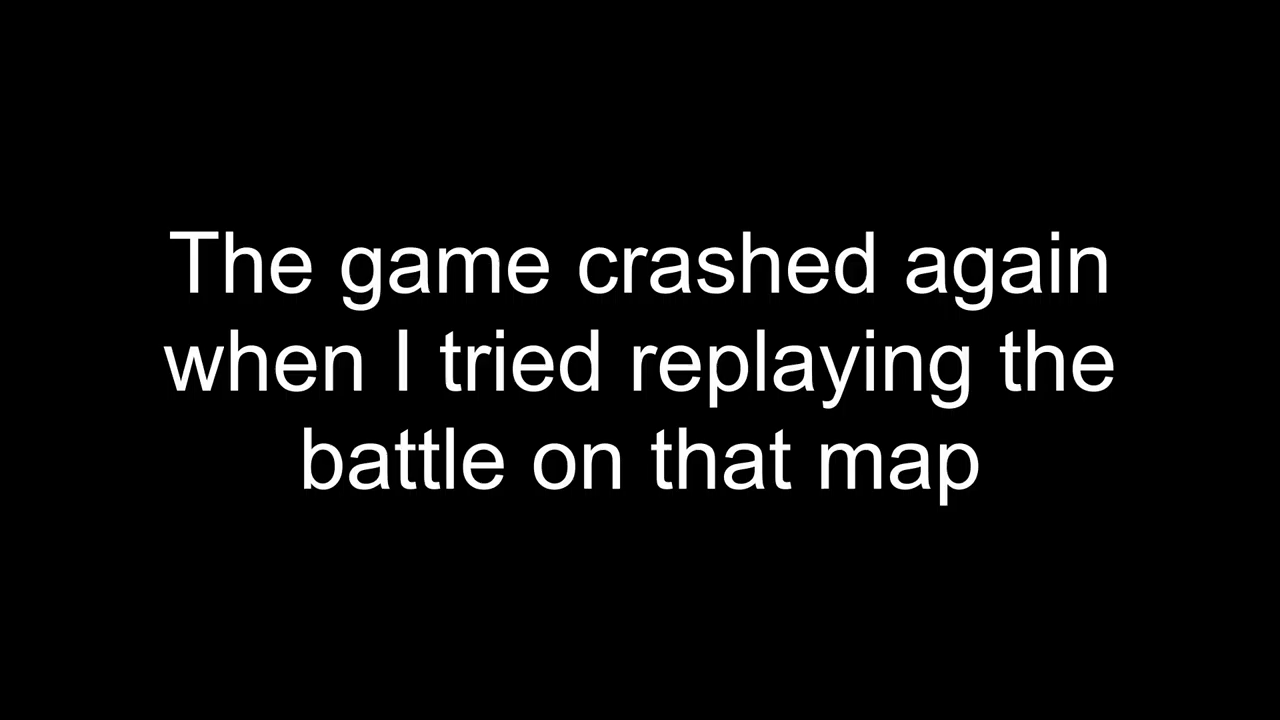 The game crashed again
when I tried replaying the
battle on that map